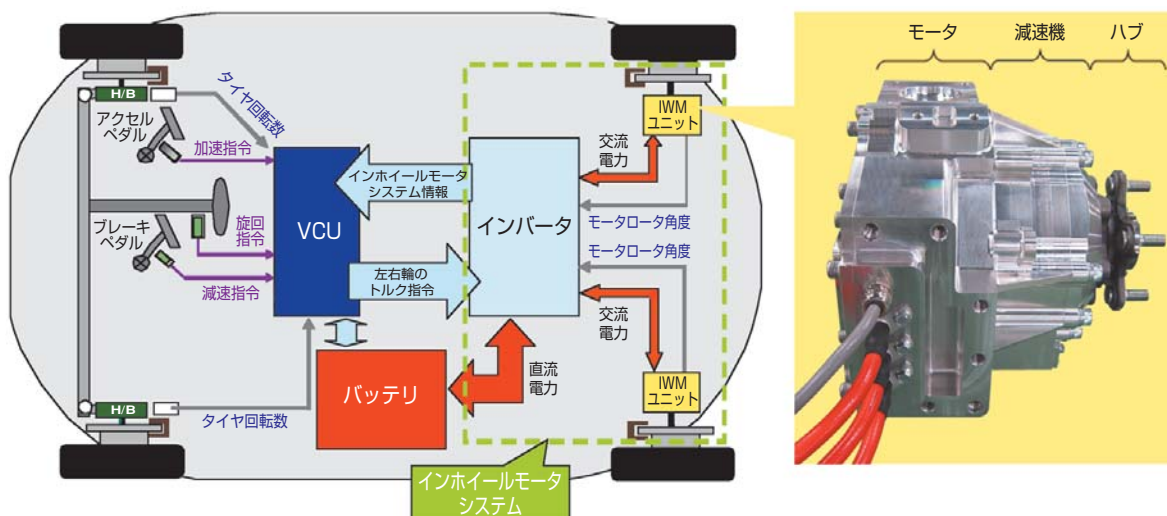 H/B
アクセル
ペダル
タイヤ回転数
加速指令
ブレーキ
ペダル
旋回
指令
減速指令
H/B
タイヤ回転数
VCU
インホイールモータ
システム情報
左右輪の
トルク指令
バッテリ
直流
電力
インバータ
交流
電力
IWM
ユニット
モータロータ角度
モータロータ角度
交流
電力
IWM
ユニット
インホイールモータ
システム
モータ
減速機
ハブ